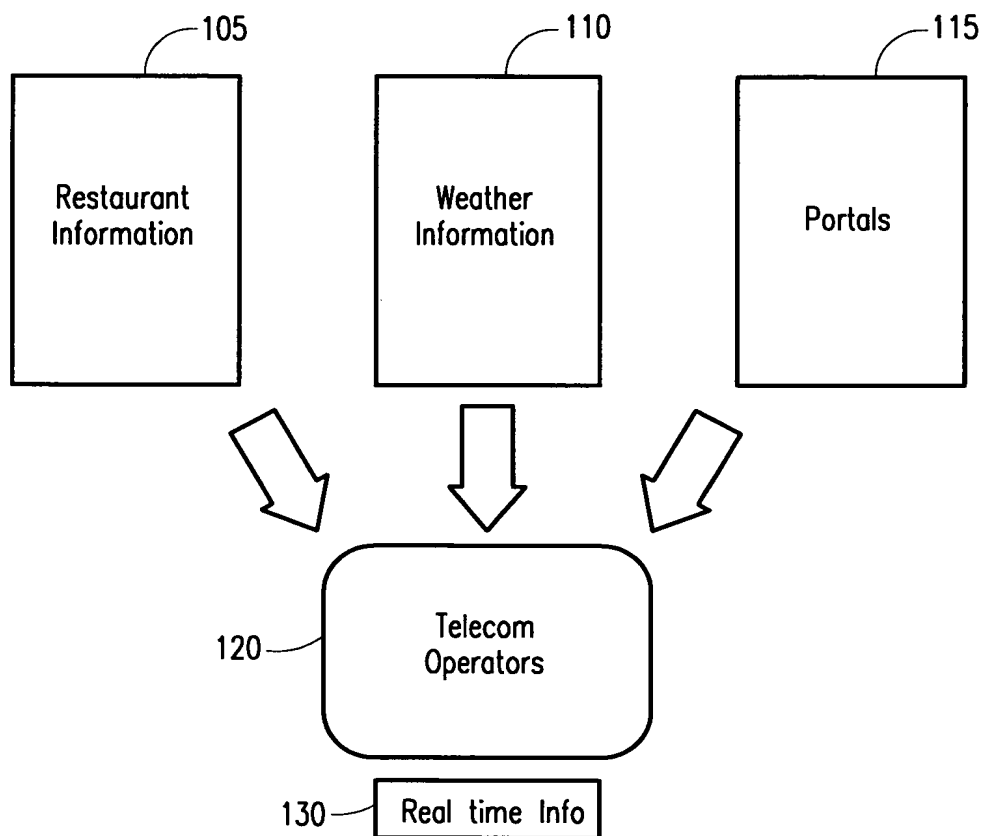 105
110
115
Restaurant
Information
Weather
Information
Portals
120
Telecom
Operators
130
Real time Info